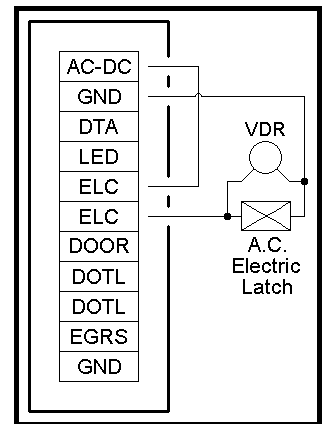 AC-DC
GND
DTA
LED
ELC
ELC
DOOR
DOTL
DOTL
EGRS
GND
VDR
A.C.
Electric
Latch